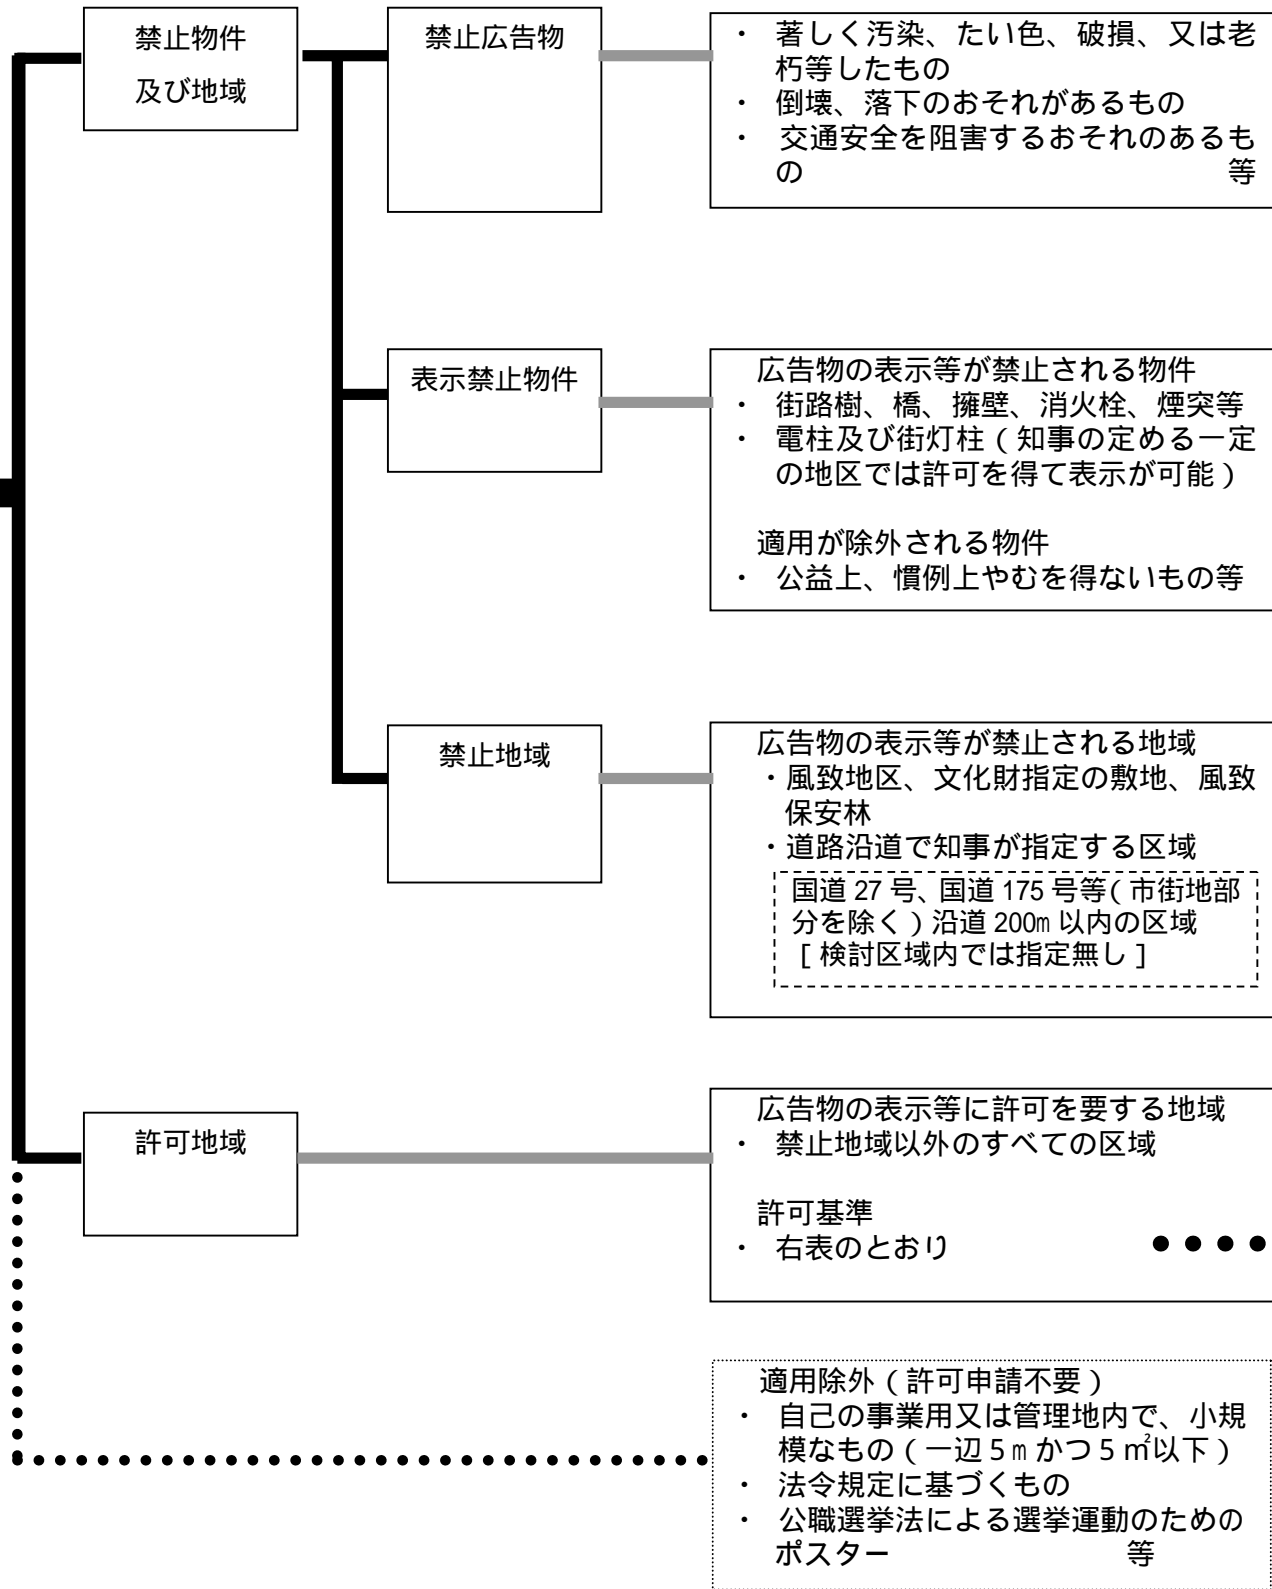 禁止物件
及び地域
禁止広告物
・ 著しく汚染、たい色、破損、又は老
朽等したもの
・ 倒壊、落下のおそれがあるもの
・ 交通安全を阻害するおそれのあるも
の 等
表示禁止物件
広告物の表示等が禁止される物件
・ 街路樹、橋、擁壁、消火栓、煙突等
・ 電柱及び街灯柱(知事の定める一定
の地区では許可を得て表示が可能)
適用が除外される物件
・ 公益上、慣例上やむを得ないもの等
禁止地域
広告物の表示等が禁止される地域
・風致地区、文化財指定の敷地、風致
保安林
・道路沿道で知事が指定する区域
国道 27 号、国道 175 号等(市街地部
分を除く)沿道 200m 以内の区域
[検討区域内では指定無し]
許可地域
広告物の表示等に許可を要する地域
・ 禁止地域以外のすべての区域
許可基準
・ 右表のとおり
適用除外(許可申請不要)
・ 自己の事業用又は管理地内で、小規
模なもの(一辺5mかつ5㎡以下)
・ 法令規定に基づくもの
・ 公職選挙法による選挙運動のための
ポスター 等